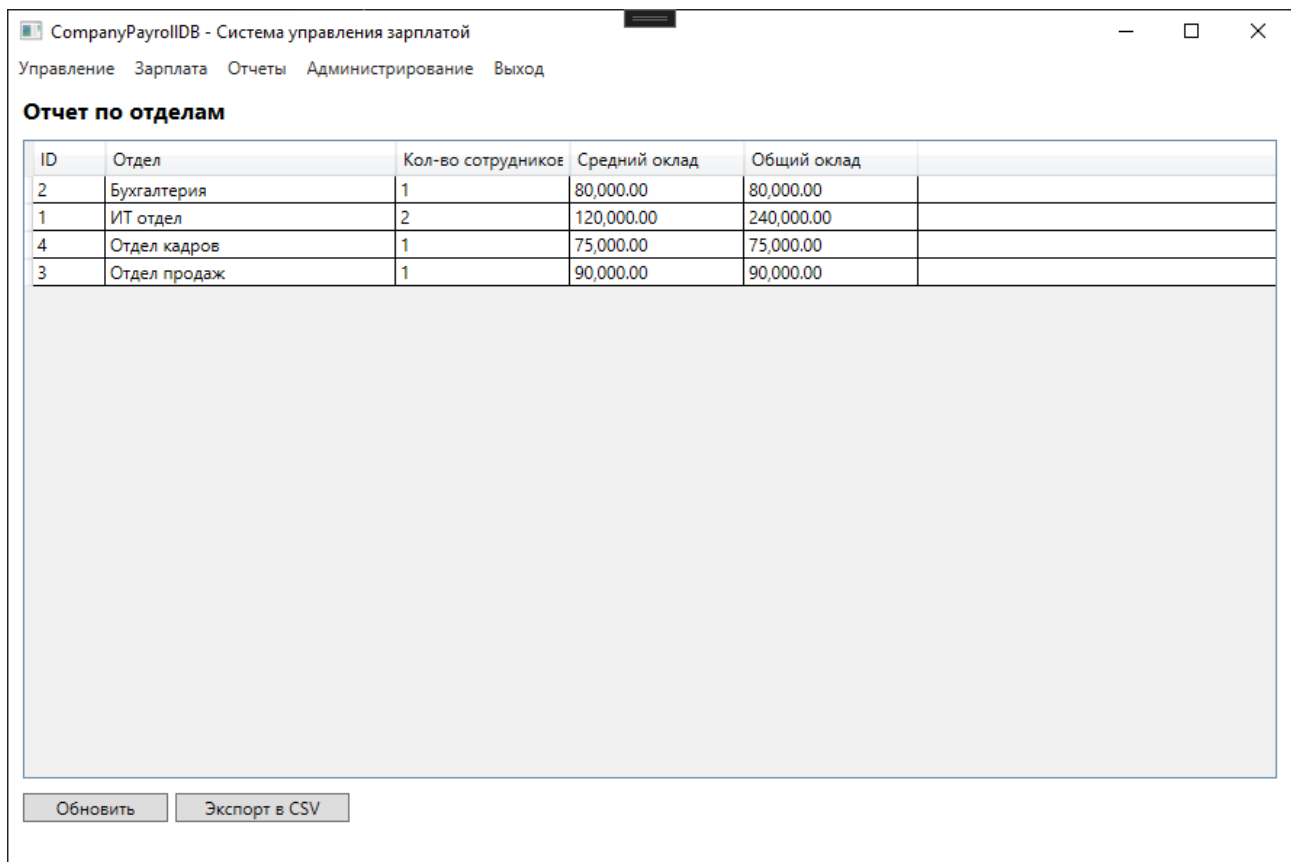 CompanyPayrollDB - Система управления зарплатой
Управление Зарплата Отчеты Администрирование Выход
Отчет по отделам
ID Отдел Кол-во сотрудников Средний оклад Общий оклад
2 Бухгалтерия 1 80,000.00 80,000.00
1 ИТ отдел 2 120,000.00 240,000.00
4 Отдел кадров 1 75,000.00 75,000.00
3 Отдел продаж 1 90,000.00 90,000.00
Обновить Экспорт в CSV